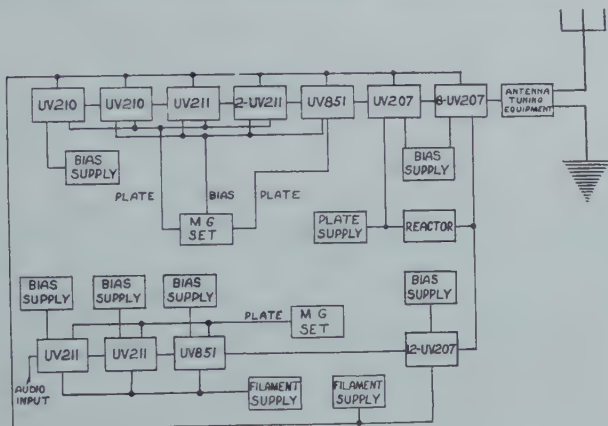 UV210
UV210
UV211
2-UV211
UV851
UV207
6-UV207
ANTENNA
TUNING
EQUIPMENT
BIAS
SUPPLY
BIAS
SUPPLY
PLATE
BIAS
PLATE
M G
SET
PLATE
SUPPLY
REACTOR
BIAS
SUPPLY
BIAS
SUPPLY
BIAS
SUPPLY
BIAS
SUPPLY
PLATE
M G
SET
UV211
UV211
UV851
12-UV207
AUDIO
INPUT
FILAMENT
SUPPLY
FILAMENT
SUPPLY